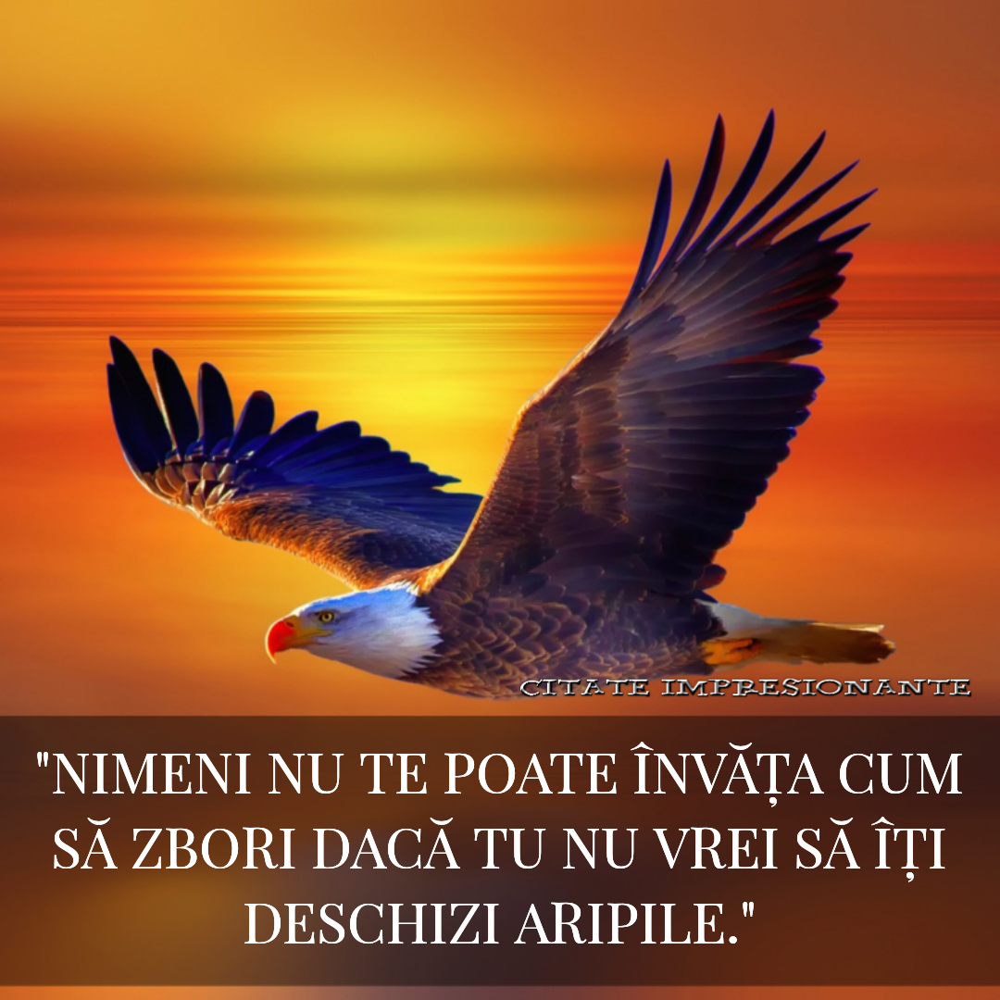 CITATE IMPRESIONANTE
"NIMENI NU TE POATE ÎNVĂȚA CUM
SĂ ZBORI DACĂ TU NU VREI SĂ ÎȚI
DESCHIZI ARIPILE."